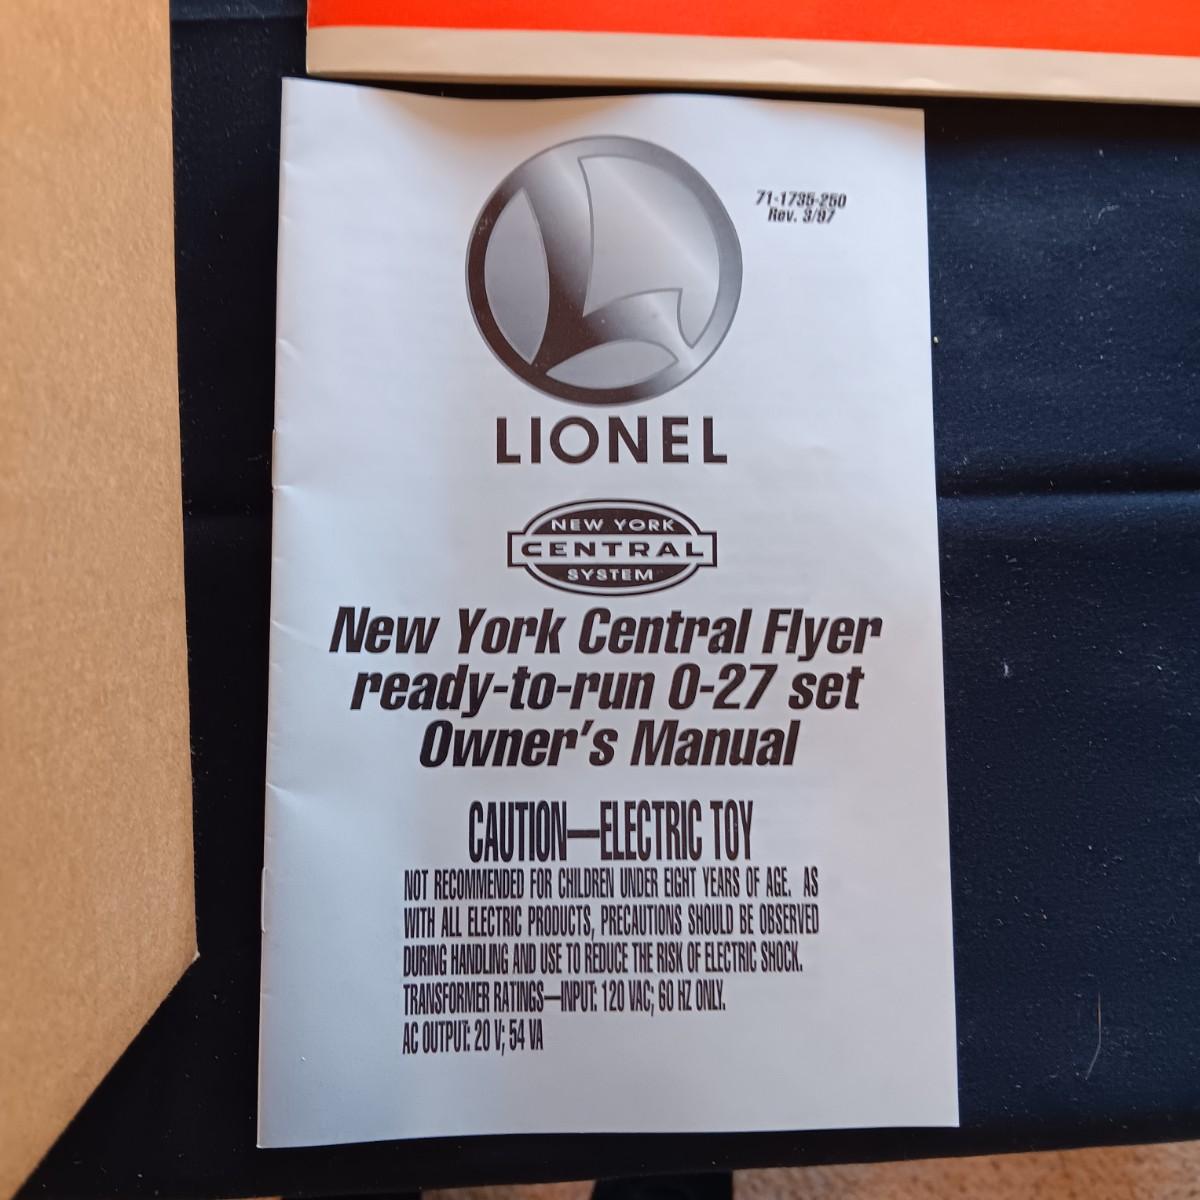 71-1735-250
Rev. 3/97
LIONEL
NEW YORK
CENTRAL
SYSTEM
New York Central Flyer
ready-to-run 0-27 set
Owner's Manual
CAUTION—ELECTRIC TOY
NOT RECOMMENDED FOR CHILDREN UNDER EIGHT YEARS OF AGE. AS
WITH ALL ELECTRIC PRODUCTS, PRECAUTIONS SHOULD BE OBSERVED
DURING HANDLING AND USE TO REDUCE THE RISK OF ELECTRIC SHOCK.
TRANSFORMER RATINGS—INPUT: 120 VAC; 60 HZ ONLY.
AC OUTPUT: 20 V; 54 VA